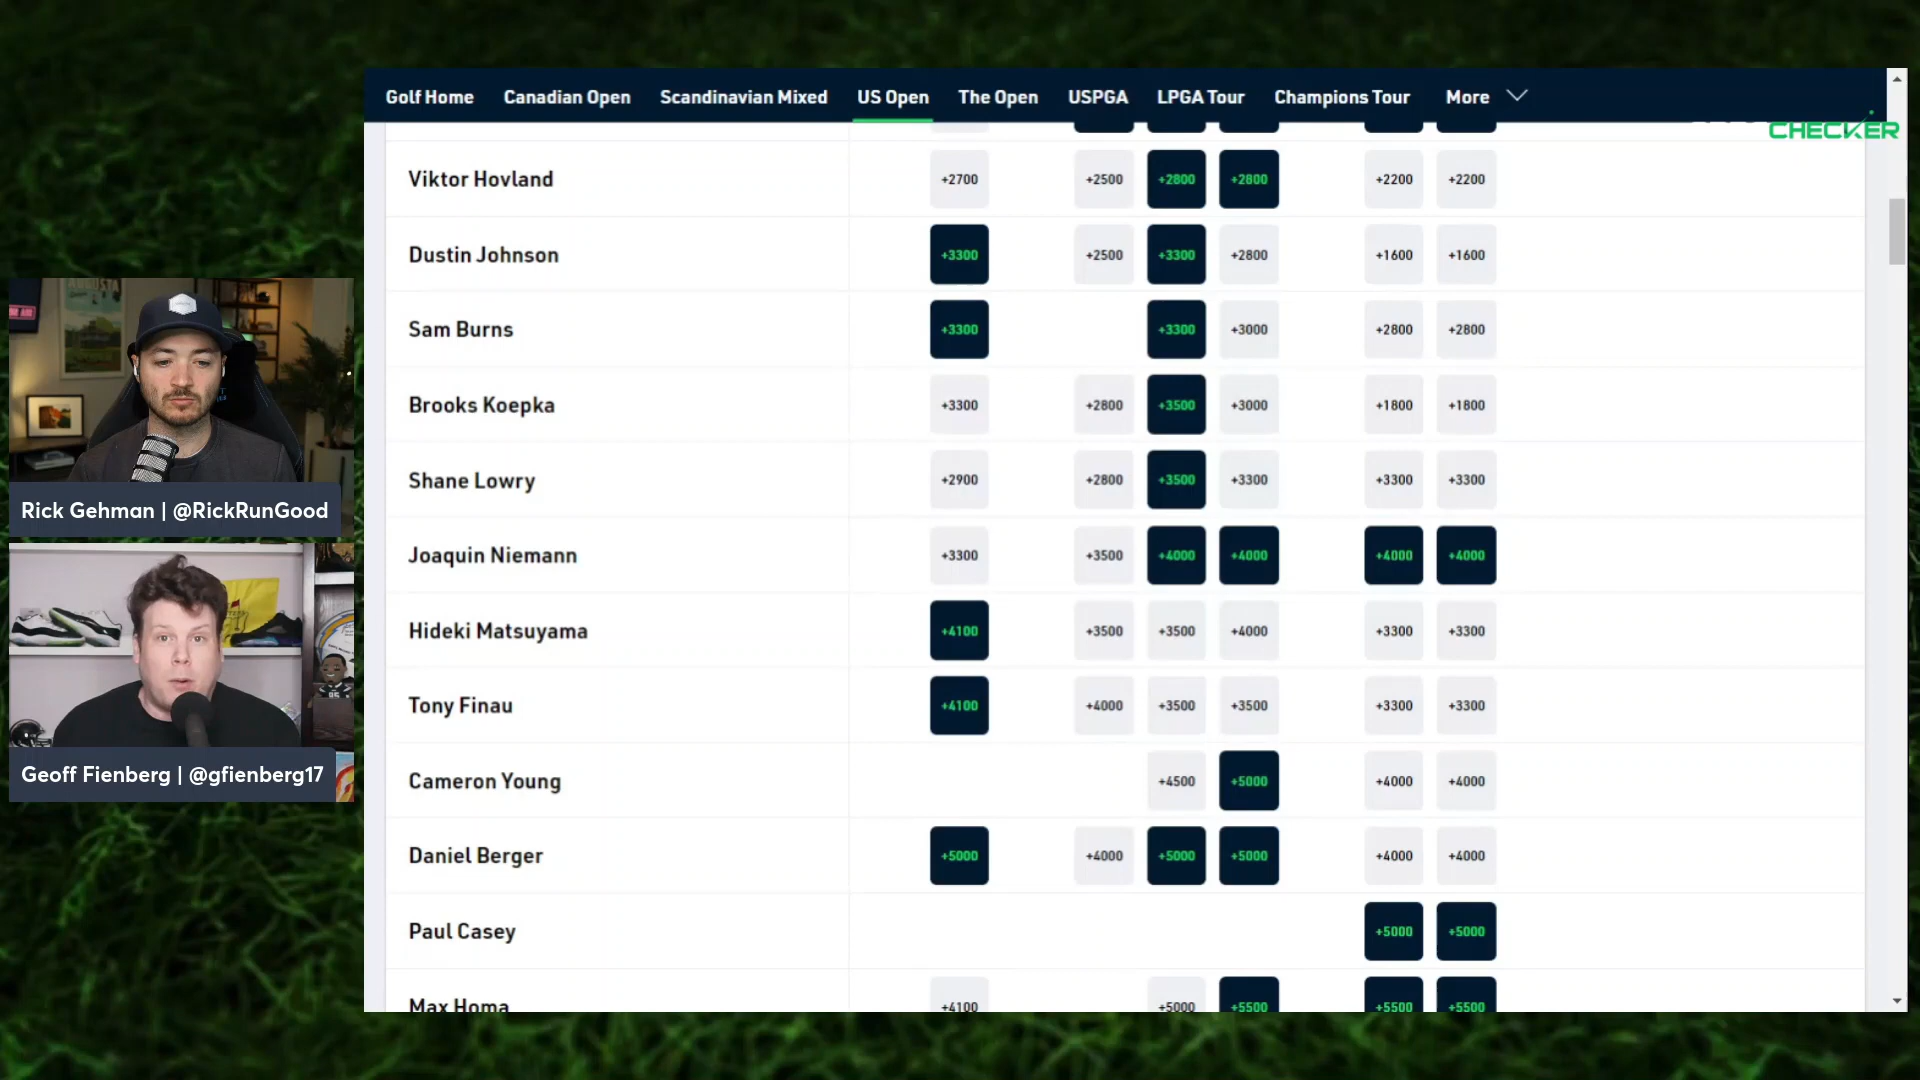 Golf Home Canadian Open Scandinavian Mixed US Open The Open USPGA LPGA Tour Champions Tour More
CHECKER
Viktor Hovland +2700 +2500 +2800 +2800 +2200 +2200
Dustin Johnson +3300 +2500 +3300 +2800 +1600 +1600
Sam Burns +3300 +3300 +3000 +2800 +2800
Brooks Koepka +3300 +2800 +3500 +3000 +1800 +1800
Shane Lowry +2900 +2800 +3500 +3300 +3300 +3300
Joaquin Niemann +3300 +3500 +4000 +4000 +4000 +4000
Hideki Matsuyama +4100 +3500 +3500 +4000 +3300 +3300
Tony Finau +4100 +4000 +3500 +3500 +3300 +3300
Cameron Young +4500 +5000 +4000 +4000
Daniel Berger +5000 +4000 +5000 +5000 +4000 +4000
Paul Casey +5000 +5000
Max Homa +4100 +5000 +5500 +5500 +5500
AUGUSTA
Rick Gehman | @RickRunGood
Geoff Fienberg | @gfienberg17